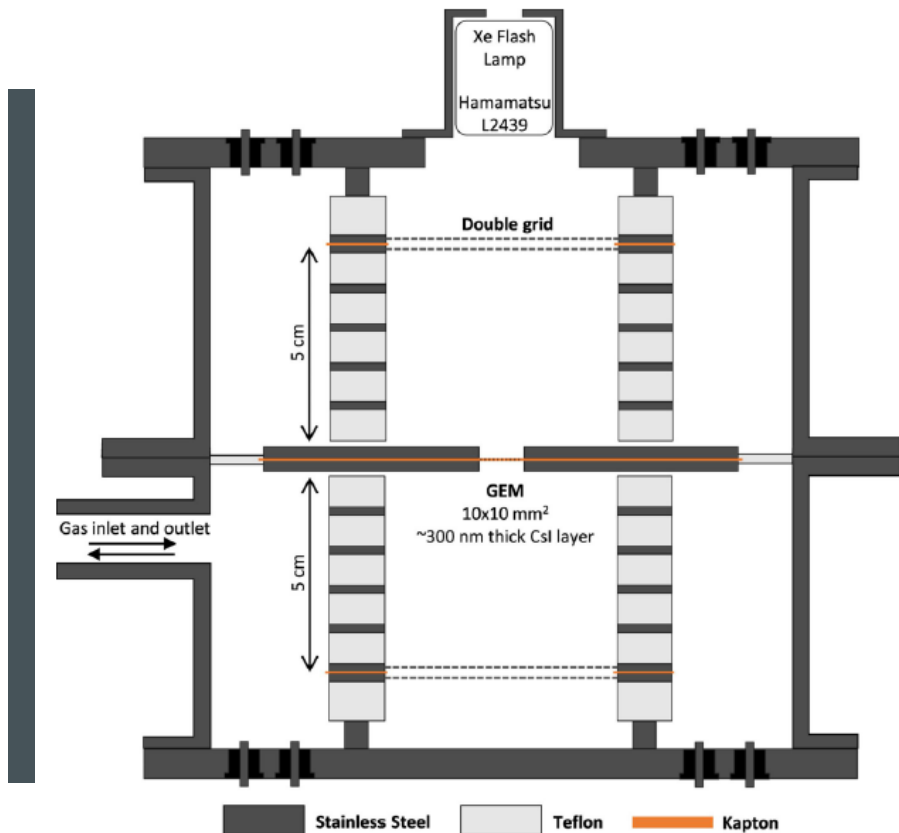 Xe Flash
Lamp
Hamamatsu
L2439
Double grid
5 cm
GEM
10x10 mm²
~300 nm thick CsI layer
Gas inlet and outlet
5 cm
Stainless Steel
Teflon
Kapton